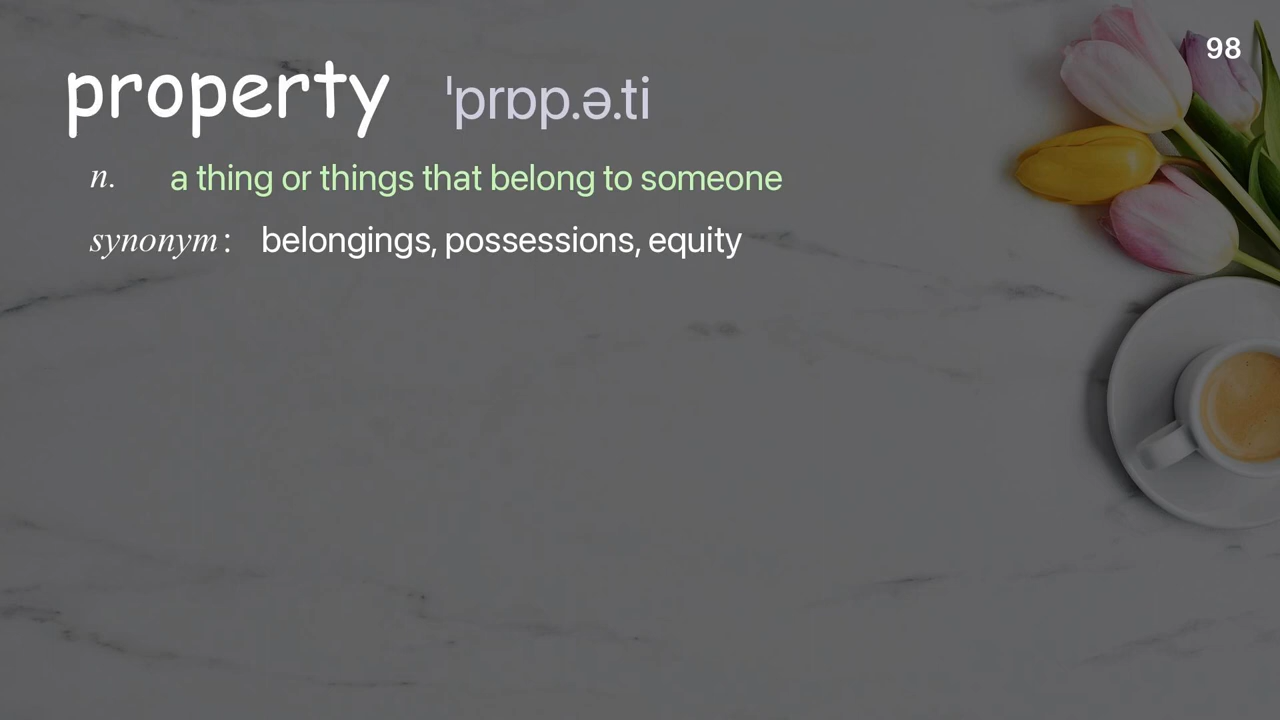 98
property ˈprɒp.ə.ti
n. a thing or things that belong to someone
synonym: belongings, possessions, equity